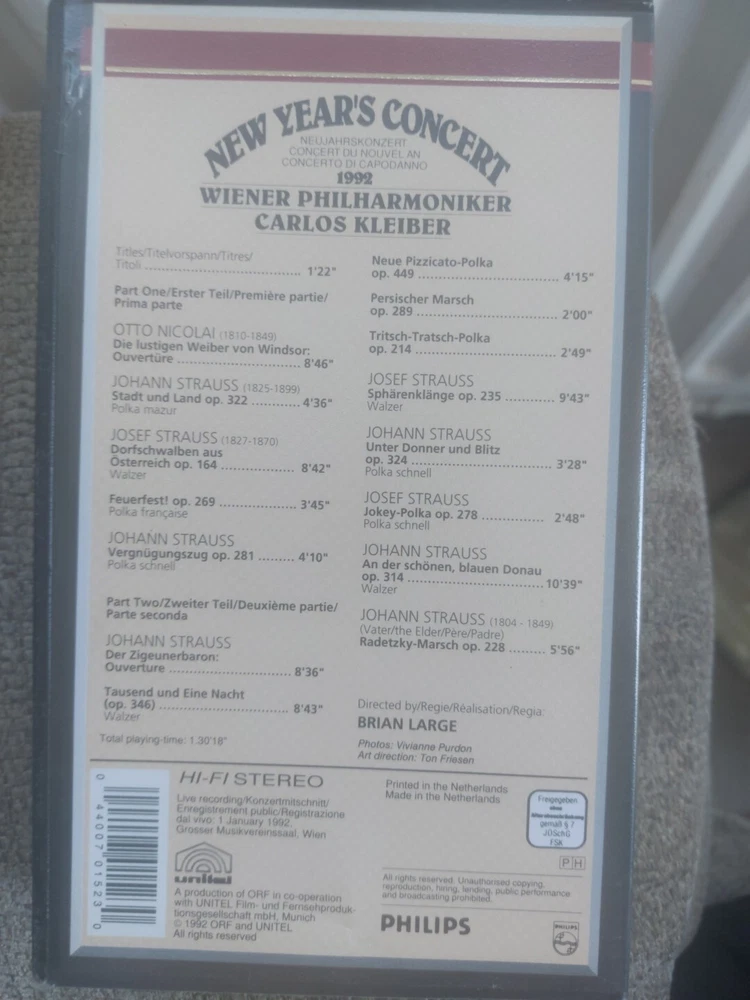 NEW YEAR'S CONCERT
NEUJAHRSKONZERT
CONCERT DU NOUVEL AN
CONCERTO DI CAPODANNO
1992
WIENER PHILHARMONIKER
CARLOS KLEIBER
Titles/Titelvorspann/Titres/
Titoli ........................................ 1'22"
Part One/Erster Teil/Première partie/
Prima parte
OTTO NICOLAI (1810-1849)
Die lustigen Weiber von Windsor:
Ouvertüre ................................ 8'46"
JOHANN STRAUSS (1825-1899)
Stadt und Land op. 322 ........... 4'36"
Polka mazur
JOSEF STRAUSS (1827-1870)
Dorfschwalben aus
Österreich op. 164 ................... 8'42"
Walzer
Feuerfest! op. 269 .................... 3'45"
Polka française
JOHANN STRAUSS
Vergnügungszug op. 281 ......... 4'10"
Polka schnell
Part Two/Zweiter Teil/Deuxième partie/
Parte seconda
JOHANN STRAUSS
Der Zigeunerbaron:
Ouverture ................................ 8'36"
Tausend und Eine Nacht
(op. 346) ................................... 8'43"
Walzer
Total playing-time: 1.30'18"
Neue Pizzicato-Polka
op. 449 ..................................... 4'15"
Persischer Marsch
op. 289 ..................................... 2'00"
Tritsch-Tratsch-Polka
op. 214 ..................................... 2'49"
JOSEF STRAUSS
Sphärenklänge op. 235 ............ 9'43"
Walzer
JOHANN STRAUSS
Unter Donner und Blitz
op. 324 ..................................... 3'28"
Polka schnell
JOSEF STRAUSS
Jokey-Polka op. 278 ................ 2'48"
Polka schnell
JOHANN STRAUSS
An der schönen, blauen Donau
op. 314 ................................... 10'39"
Walzer
JOHANN STRAUSS (1804 - 1849)
(Vater/the Elder/Père/Padre)
Radetzky-Marsch op. 228 ......... 5'56"
Directed by/Regie/Réalisation/Regia:
BRIAN LARGE
Photos: Vivianne Purdon
Art direction: Ton Friesen
HI-FI STEREO
Live recording/Konzertmitschnitt/
Enregistrement public/Registrazione
dal vivo: 1 January 1992.
Grosser Musikvereinssaal, Wien
unitel
A production of ORF in co-operation
with UNITEL Film- und Fernsehproduk-
tionsgesellschaft mbH, Munich
© 1992 ORF and UNITEL
All rights reserved
0 44007 01523 0
Printed in the Netherlands
Made in the Netherlands
Freigegeben
ohne
Altersbeschränkung
gemäß § 7
JÖSchG
FSK
PH
All rights reserved. Unauthorised copying,
reproduction, hiring, lending, public performance
and broadcasting prohibited.
PHILIPS
PHILIPS